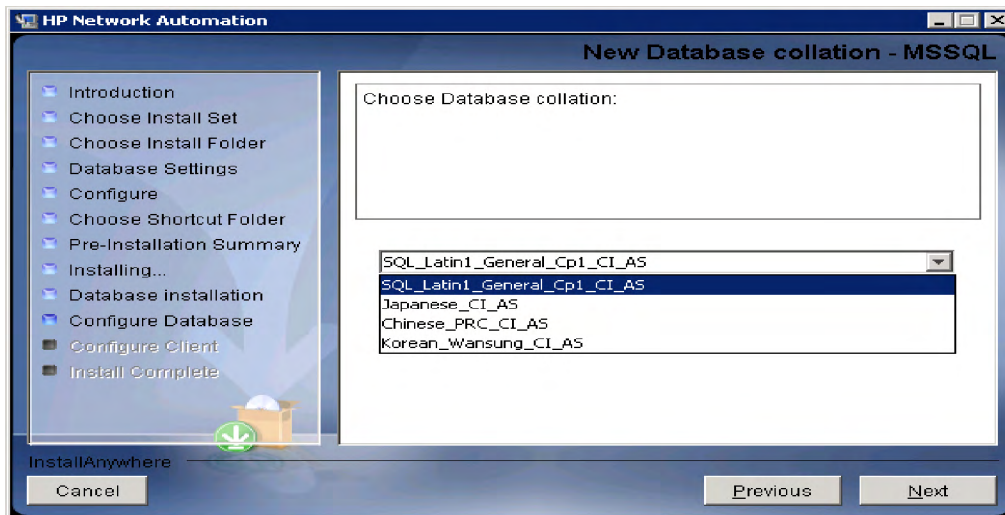 HP Network Automation
New Database collation - MSSQL
Introduction
Choose Install Set
Choose Install Folder
Database Settings
Configure
Choose Shortcut Folder
Pre-Installation Summary
Installing...
Database installation
Configure Database
Configure Client
Install Complete
Choose Database collation:
SQL_Latin1_General_Cp1_CI_AS
SQL_Latin1_General_Cp1_CI_AS
Japanese_CI_AS
Chinese_PRC_CI_AS
Korean_Wansung_CI_AS
InstallAnywhere
Cancel
Previous
Next